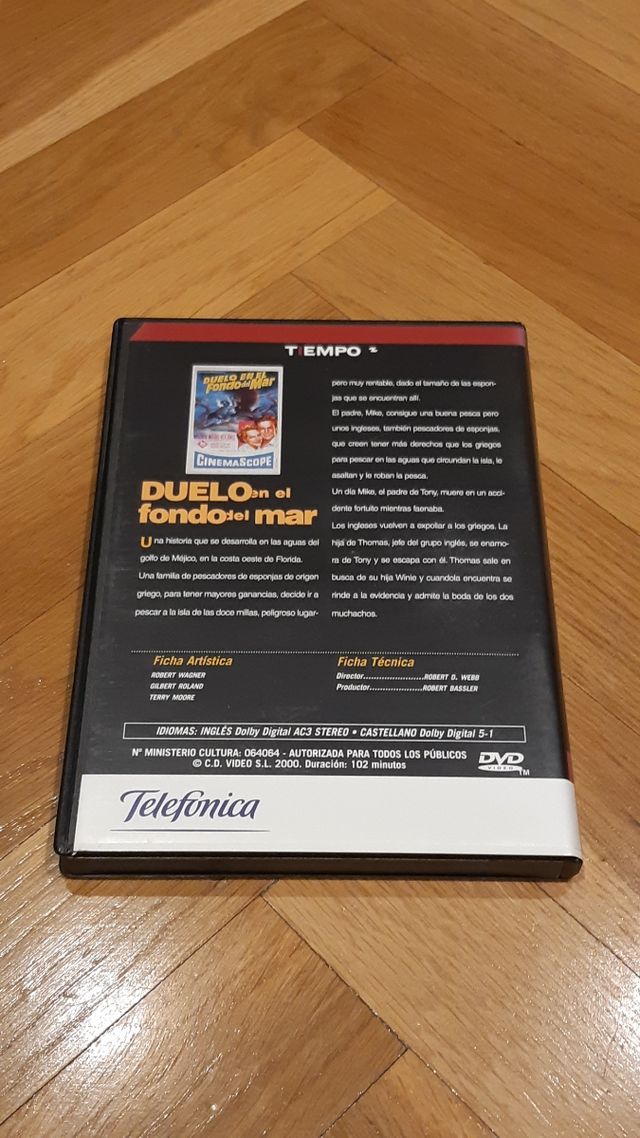 TIEMPO
DUELO EN EL
Fondo del Mar
CINEMASCOPE
DUELO en el
fondo del mar
Una historia que se desarrolla en las aguas del
golfo de Méjico, en la costa oeste de Florida.
Una familia de pescadores de esponjas de origen
griego, para tener mayores ganancias, decide ir a
pescar a la isla de las doce millas, peligroso lugar-
pero muy rentable, dado el tamaño de las espon-
jas que se encuentran allí.
El padre, Mike, consigue una buena pesca pero
unos ingleses, también pescadores de esponjas,
que creen tener más derechos que los griegos
para pescar en las aguas que circundan la isla, le
asaltan y le roban la pesca.
Un día Mike, el padre de Tony, muere en un acci-
dente fortuito mientras faenaba.
Los ingleses vuelven a expoliar a los griegos. La
hija de Thomas, jefe del grupo inglés, se enamo-
ra de Tony y se escapa con él. Thomas sale en
busca de su hija Winie y cuandola encuentra se
rinde a la evidencia y admite la boda de los dos
muchachos.
Ficha Artística
ROBERT WAGNER
GILBERT ROLAND
TERRY MOORE
Ficha Técnica
Director......................ROBERT D. WEBB
Productor....................ROBERT BASSLER
IDIOMAS: INGLÉS Dolby Digital AC3 STEREO • CASTELLANO Dolby Digital 5-1
Nº MINISTERIO CULTURA: 064064 - AUTORIZADA PARA TODOS LOS PÚBLICOS
© C.D. VIDEO S.L. 2000. Duración: 102 minutos
DVD
VIDEO
TM
Telefónica